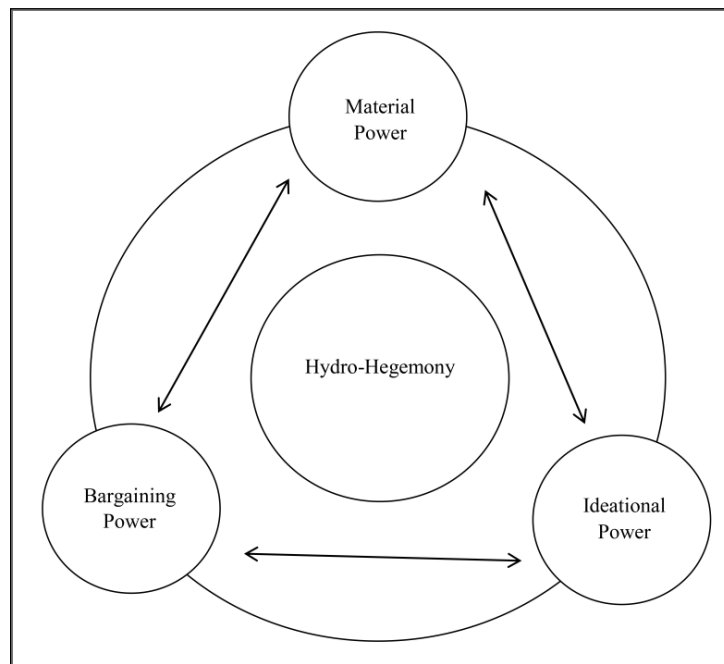 Material
Power
Hydro-Hegemony
Bargaining
Power
Ideational
Power